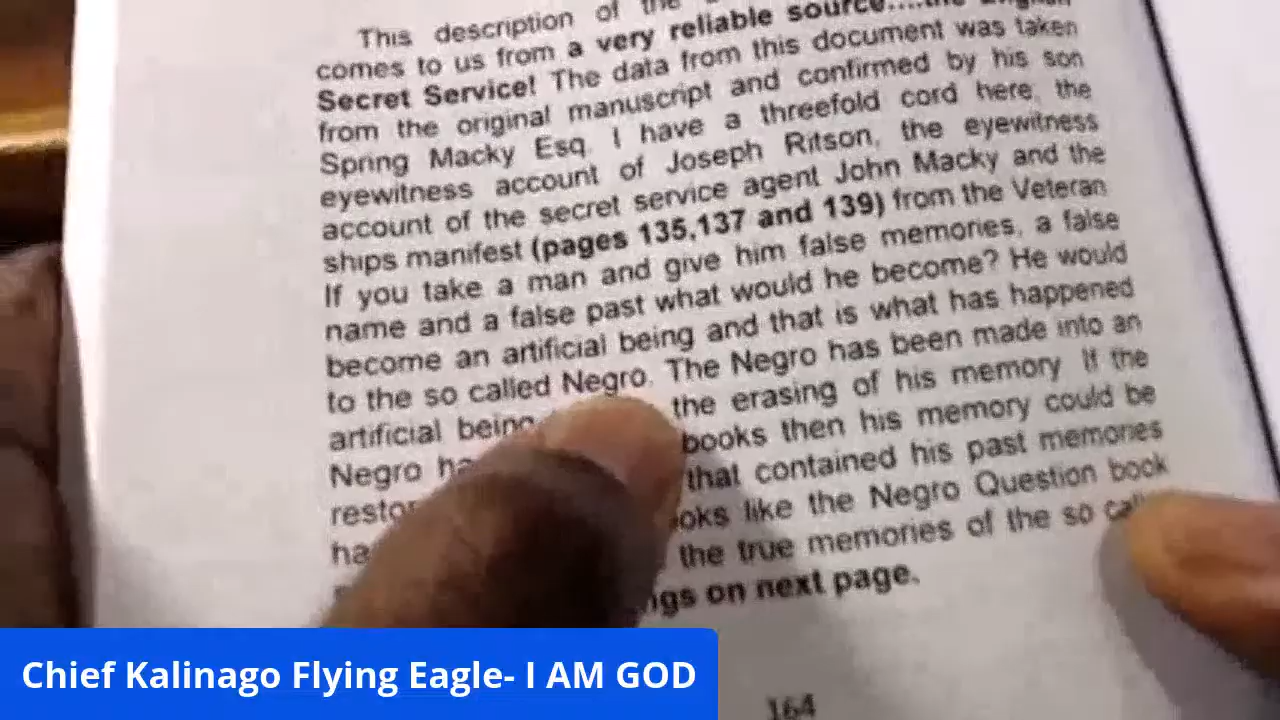 This description of the
comes to us from a very reliable source....the English
Secret Service! The data from this document was taken
from the original manuscript and confirmed by his son
Spring Macky Esq. I have a threefold cord here, the
eyewitness account of Joseph Ritson, the eyewitness
account of the secret service agent John Macky and the
ships manifest (pages 135,137 and 139) from the Veteran
If you take a man and give him false memories, a false
name and a false past what would he become? He would
become an artificial being and that is what has happened
to the so called Negro. The Negro has been made into an
artificial being the erasing of his memory If the
Negro books then his memory could be
that contained his past memories
like the Negro Question book
the true memories of the so
on next page.
164
Chief Kalinago Flying Eagle- I AM GOD